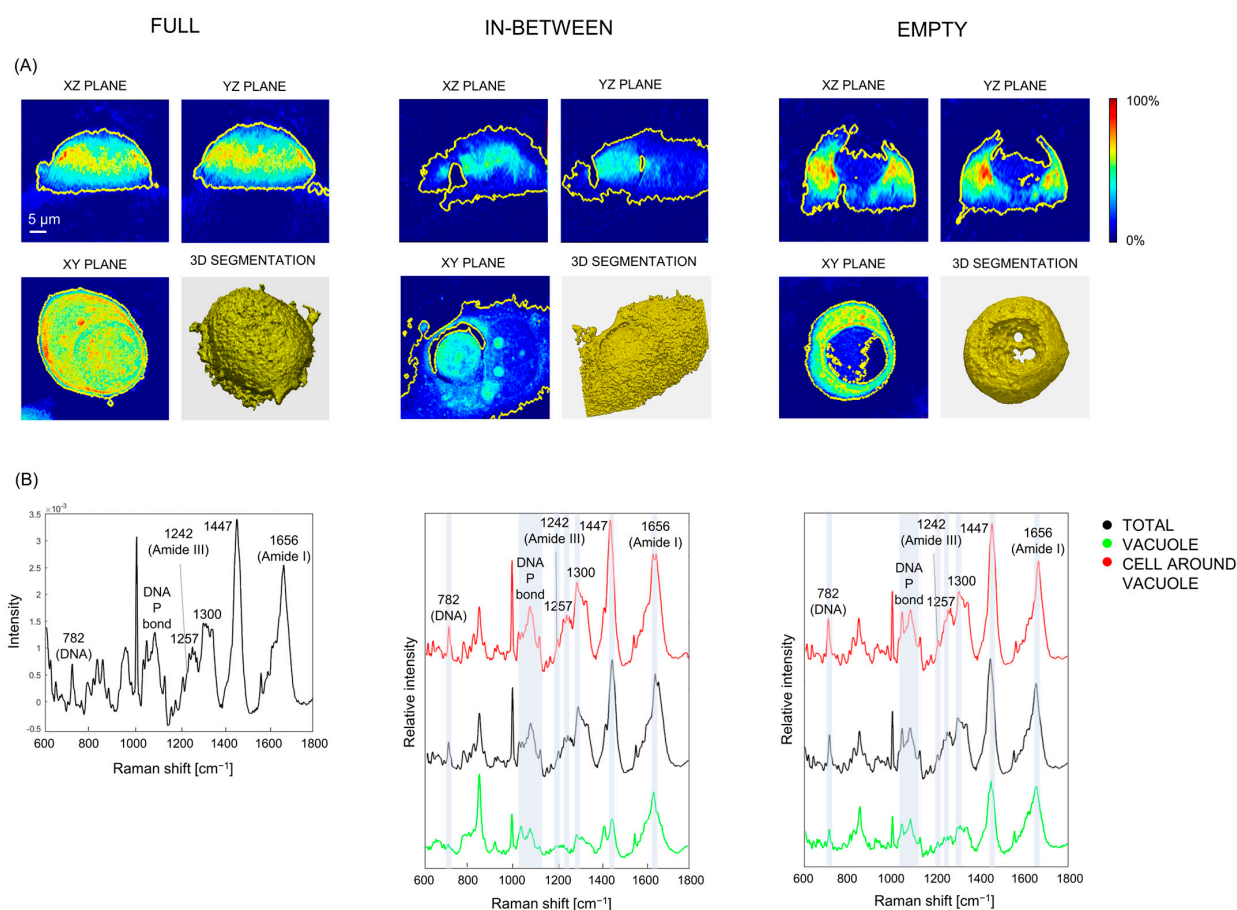 FULL
IN-BETWEEN
EMPTY
(A)
XZ PLANE
YZ PLANE
XZ PLANE
YZ PLANE
XZ PLANE
YZ PLANE
100%
0%
5 µm
XY PLANE
3D SEGMENTATION
XY PLANE
3D SEGMENTATION
XY PLANE
3D SEGMENTATION
(B)
×10⁻³
3.5
3
2.5
2
1.5
1
0.5
0
-0.5
Intensity
782
(DNA)
DNA
P
bond
1242
(Amide III)
1257
1300
1447
1656
(Amide I)
600 800 1000 1200 1400 1600 1800
Raman shift [cm⁻¹]
Relative intensity
782
(DNA)
DNA
P
bond
1242
(Amide III)
1257
1300
1447
1656
(Amide I)
600 800 1000 1200 1400 1600 1800
Raman shift [cm⁻¹]
Relative intensity
782
(DNA)
DNA
P
bond
1242
(Amide III)
1257
1300
1447
1656
(Amide I)
600 800 1000 1200 1400 1600 1800
Raman shift [cm⁻¹]
TOTAL
VACUOLE
CELL AROUND
VACUOLE